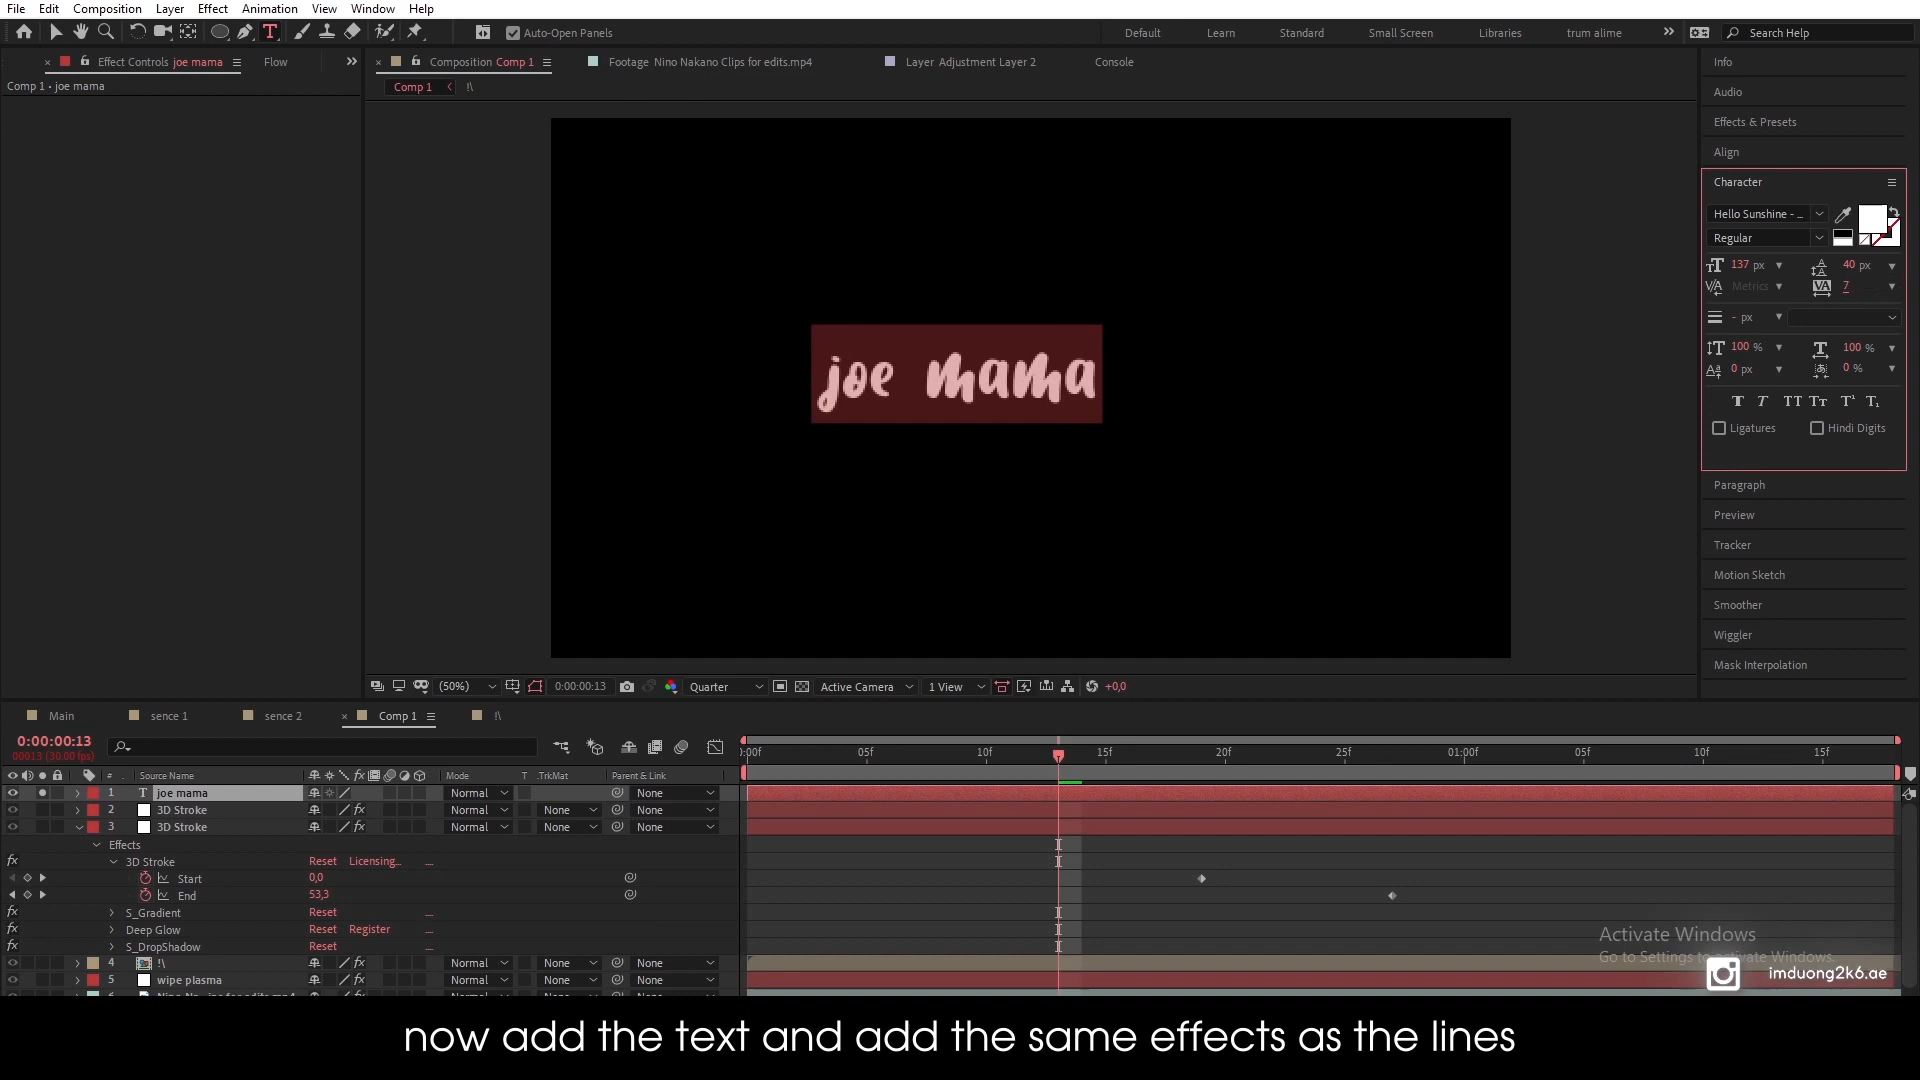 File Edit Composition Layer Effect Animation View Window Help
Auto-Open Panels Default Learn Standard Small Screen Libraries trum alime Search Help
Effect Controls joe mama Flow
Composition Comp 1 Footage Nino Nakano Clips for edits.mp4 Layer Adjustment Layer 2 Console
Comp 1 • joe mama
Comp 1 !\
joe mama
Info
Audio
Effects & Presets
Align
Character
Hello Sunshine - ...
Regular
137 px 40 px
Metrics 7
- px
100 % 100 %
0 px 0 %
Ligatures Hindi Digits
Paragraph
Preview
Tracker
Motion Sketch
Smoother
Wiggler
Mask Interpolation
(50%) 0:00:00:13 Quarter Active Camera 1 View +0,0
Main sence 1 sence 2 Comp 1 !\
0:00:00:13
00013 (30.00 fps)
:00f 05f 10f 15f 20f 25f 01:00f 05f 10f 15f
# Source Name Mode T .TrkMat Parent & Link
1 T joe mama Normal None
2 3D Stroke Normal None None
3 3D Stroke Normal None None
Effects
3D Stroke Reset Licensing...
Start 0,0
End 53,3
S_Gradient Reset
Deep Glow Reset Register
S_DropShadow Reset
4 !\ Normal None None
5 wipe plasma Normal None None
Activate Windows
Go to Settings to activate Windows.
imduong2k6.ae
now add the text and add the same effects as the lines